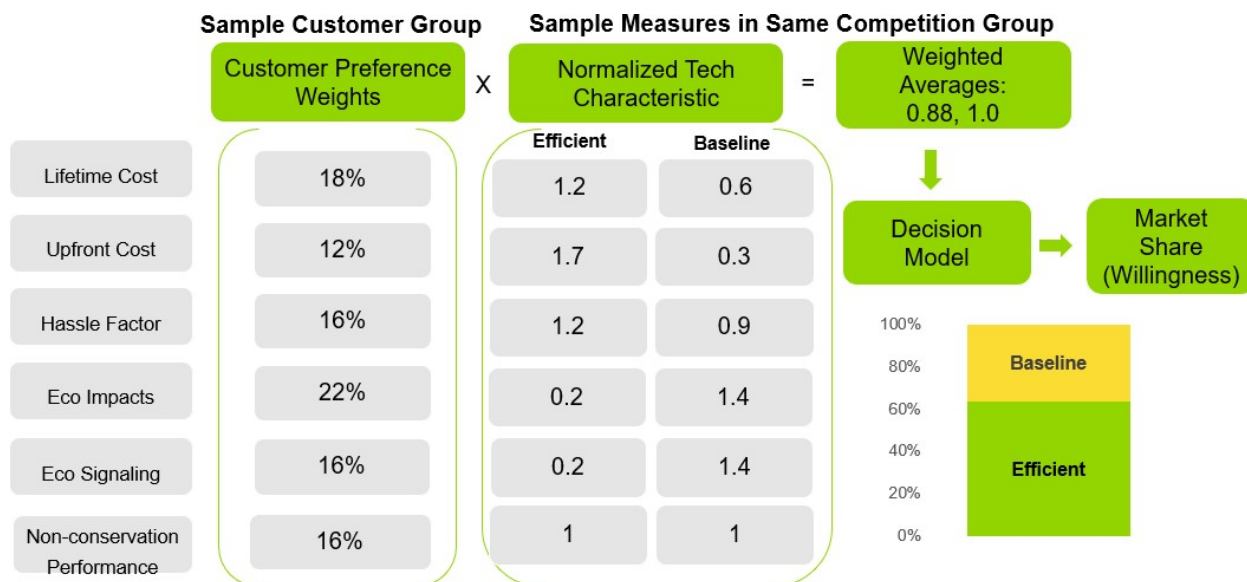 Sample Customer Group
Sample Measures in Same Competition Group
Customer Preference
Weights
X
Normalized Tech
Characteristic
=
Weighted
Averages:
0.88, 1.0
Efficient
Baseline
Lifetime Cost
18%
1.2
0.6
Upfront Cost
12%
1.7
0.3
Decision
Model
Market
Share
(Willingness)
Hassle Factor
16%
1.2
0.9
Eco Impacts
22%
0.2
1.4
Eco Signaling
16%
0.2
1.4
Non-conservation
Performance
16%
1
1
100%
80%
60%
40%
20%
0%
Baseline
Efficient